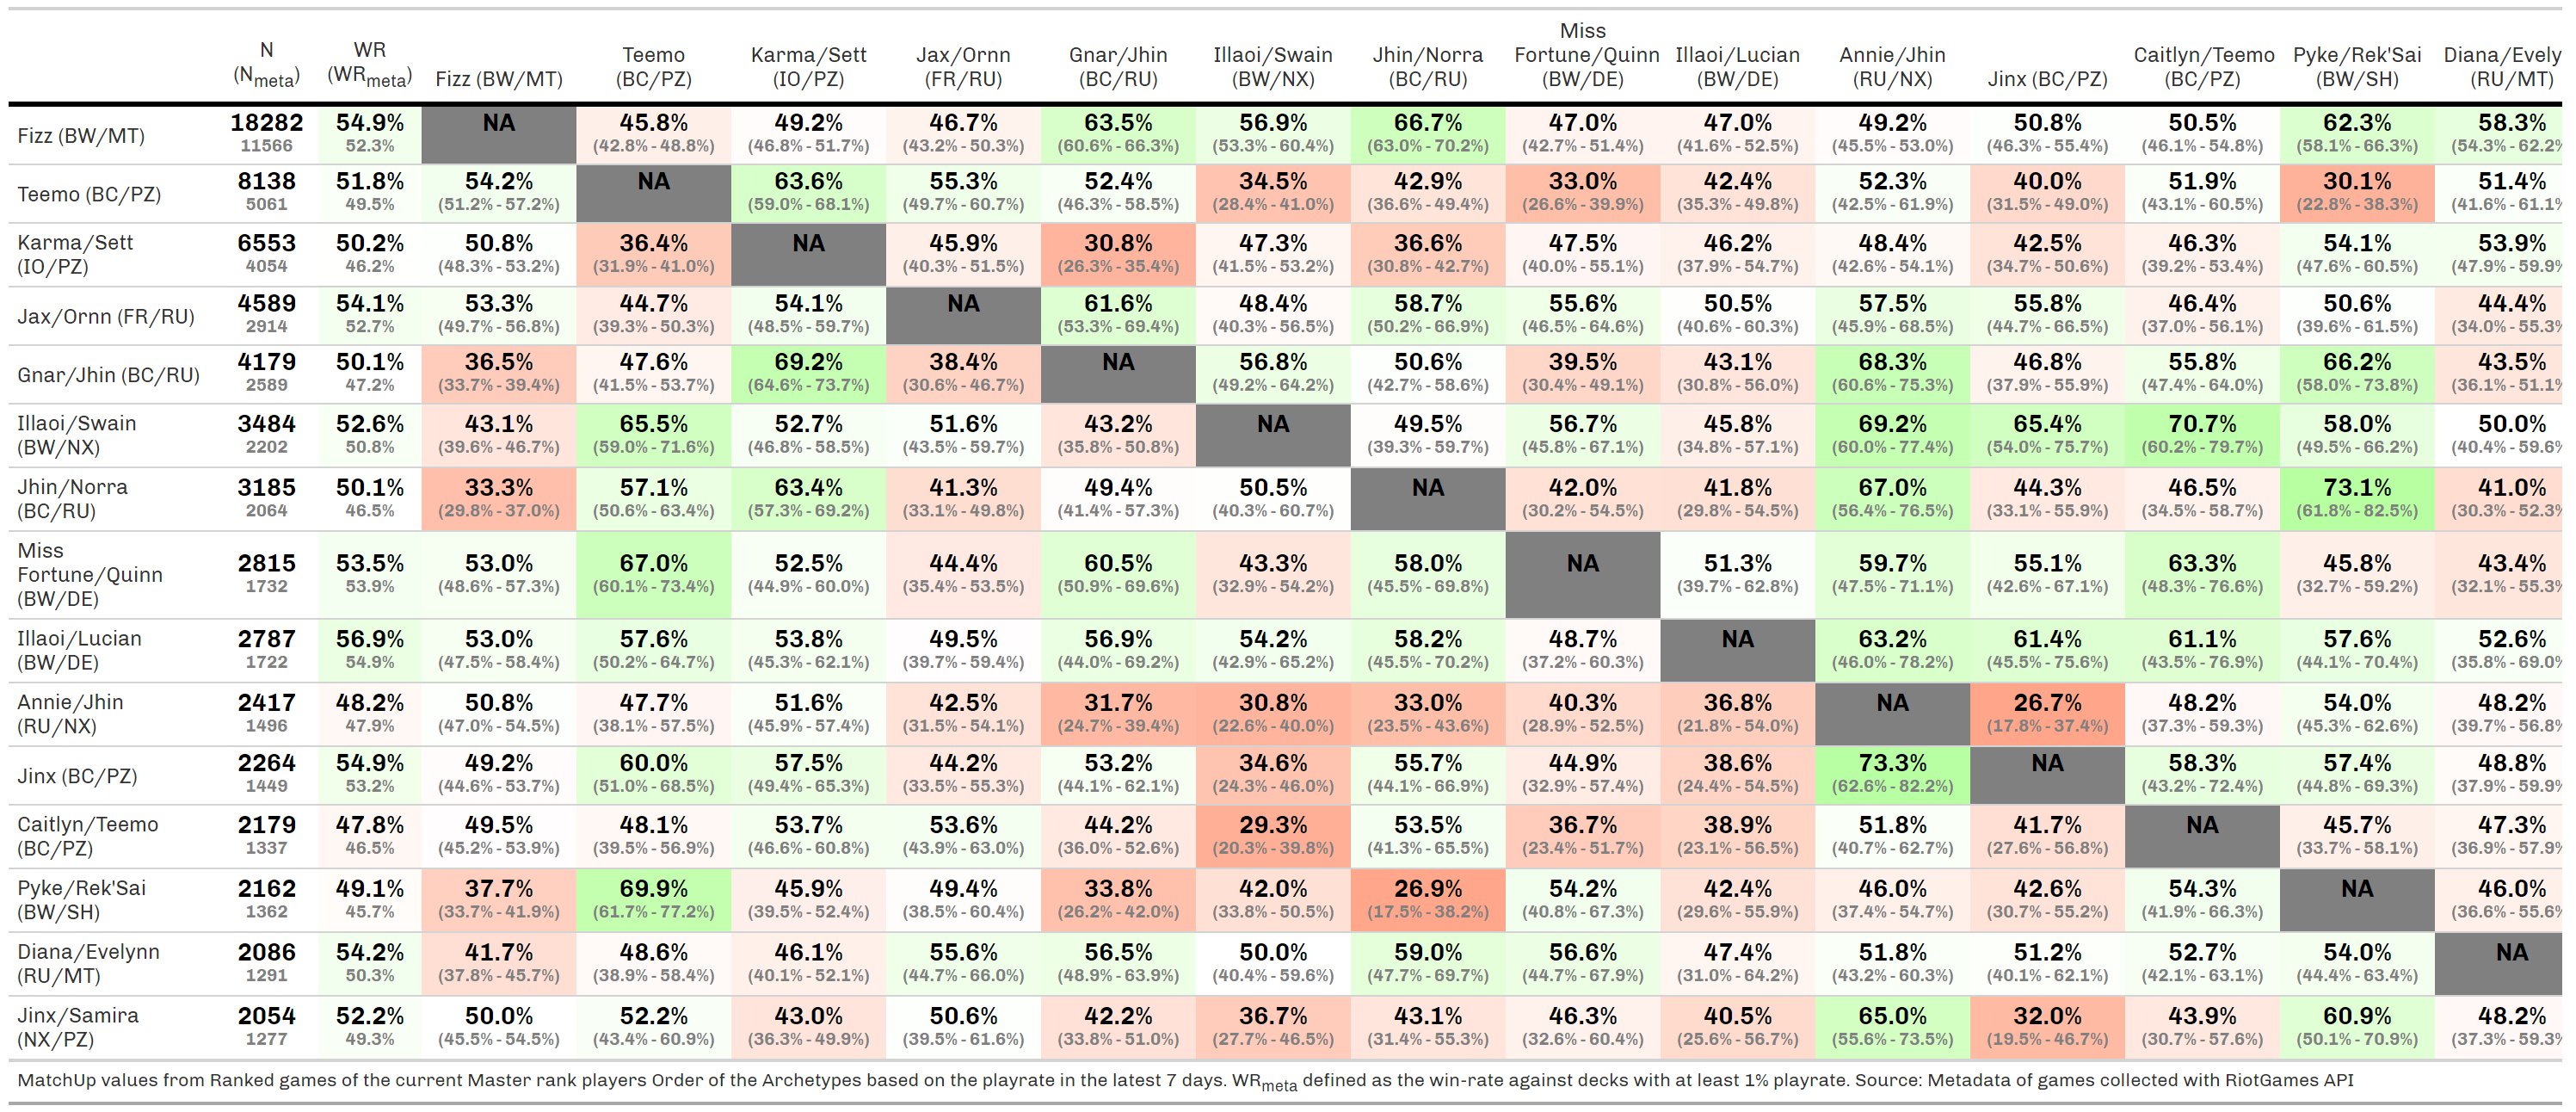 N (N_meta) WR (WR_meta) Fizz (BW/MT) Teemo (BC/PZ) Karma/Sett (IO/PZ) Jax/Ornn (FR/RU) Gnar/Jhin (BC/RU) Illaoi/Swain (BW/NX) Jhin/Norra (BC/RU) Miss Fortune/Quinn (BW/DE) Illaoi/Lucian (BW/DE) Annie/Jhin (RU/NX) Jinx (BC/PZ) Caitlyn/Teemo (BC/PZ) Pyke/Rek'Sai (BW/SH) Diana/Evely (RU/MT)
Fizz (BW/MT) 18282 54.9% NA 45.8% 49.2% 46.7% 63.5% 56.9% 66.7% 47.0% 47.0% 49.2% 50.8% 50.5% 62.3% 58.3%
11566 52.3% (42.8% - 48.8%) (46.8% - 51.7%) (43.2% - 50.3%) (60.6% - 66.3%) (53.3% - 60.4%) (63.0% - 70.2%) (42.7% - 51.4%) (41.6% - 52.5%) (45.5% - 53.0%) (46.3% - 55.4%) (46.1% - 54.8%) (58.1% - 66.3%) (54.3% - 62.2%
Teemo (BC/PZ) 8138 51.8% 54.2% NA 63.6% 55.3% 52.4% 34.5% 42.9% 33.0% 42.4% 52.3% 40.0% 51.9% 30.1% 51.4%
5061 49.5% (51.2% - 57.2%) (59.0% - 68.1%) (49.7% - 60.7%) (46.3% - 58.5%) (28.4% - 41.0%) (36.6% - 49.4%) (26.6% - 39.9%) (35.3% - 49.8%) (42.5% - 61.9%) (31.5% - 49.0%) (43.1% - 60.5%) (22.8% - 38.3%) (41.6% - 61.1%
Karma/Sett 6553 50.2% 50.8% 36.4% NA 45.9% 30.8% 47.3% 36.6% 47.5% 46.2% 48.4% 42.5% 46.3% 54.1% 53.9%
(IO/PZ) 4054 46.2% (48.3% - 53.2%) (31.9% - 41.0%) (40.3% - 51.5%) (26.3% - 35.4%) (41.5% - 53.2%) (30.8% - 42.7%) (40.0% - 55.1%) (37.9% - 54.7%) (42.6% - 54.1%) (34.7% - 50.6%) (39.2% - 53.4%) (47.6% - 60.5%) (47.9% - 59.9%
Jax/Ornn (FR/RU) 4589 54.1% 53.3% 44.7% 54.1% NA 61.6% 48.4% 58.7% 55.6% 50.5% 57.5% 55.8% 46.4% 50.6% 44.4%
2914 52.7% (49.7% - 56.8%) (39.3% - 50.3%) (48.5% - 59.7%) (53.3% - 69.4%) (40.3% - 56.5%) (50.2% - 66.9%) (46.5% - 64.6%) (40.6% - 60.3%) (45.9% - 68.5%) (44.7% - 66.5%) (37.0% - 56.1%) (39.6% - 61.5%) (34.0% - 55.3%
Gnar/Jhin (BC/RU) 4179 50.1% 36.5% 47.6% 69.2% 38.4% NA 56.8% 50.6% 39.5% 43.1% 68.3% 46.8% 55.8% 66.2% 43.5%
2589 47.2% (33.7% - 39.4%) (41.5% - 53.7%) (64.6% - 73.7%) (30.6% - 46.7%) (49.2% - 64.2%) (42.7% - 58.6%) (30.4% - 49.1%) (30.8% - 56.0%) (60.6% - 75.3%) (37.9% - 55.9%) (47.4% - 64.0%) (58.0% - 73.8%) (36.1% - 51.1%
Illaoi/Swain 3484 52.6% 43.1% 65.5% 52.7% 51.6% 43.2% NA 49.5% 56.7% 45.8% 69.2% 65.4% 70.7% 58.0% 50.0%
(BW/NX) 2202 50.8% (39.6% - 46.7%) (59.0% - 71.6%) (46.8% - 58.5%) (43.5% - 59.7%) (35.8% - 50.8%) (39.3% - 59.7%) (45.8% - 67.1%) (34.8% - 57.1%) (60.0% - 77.4%) (54.0% - 75.7%) (60.2% - 79.7%) (49.5% - 66.2%) (40.4% - 59.6%
Jhin/Norra 3185 50.1% 33.3% 57.1% 63.4% 41.3% 49.4% 50.5% NA 42.0% 41.8% 67.0% 44.3% 46.5% 73.1% 41.0%
(BC/RU) 2064 46.5% (29.8% - 37.0%) (50.6% - 63.4%) (57.3% - 69.2%) (33.1% - 49.8%) (41.4% - 57.3%) (40.3% - 60.7%) (30.2% - 54.5%) (29.8% - 54.5%) (56.4% - 76.5%) (33.1% - 55.9%) (34.5% - 58.7%) (61.8% - 82.5%) (30.3% - 52.3%
Miss
Fortune/Quinn 2815 53.5% 53.0% 67.0% 52.5% 44.4% 60.5% 43.3% 58.0% NA 51.3% 59.7% 55.1% 63.3% 45.8% 43.4%
(BW/DE) 1732 53.9% (48.6% - 57.3%) (60.1% - 73.4%) (44.9% - 60.0%) (35.4% - 53.5%) (50.9% - 69.6%) (32.9% - 54.2%) (45.5% - 69.8%) (39.7% - 62.8%) (47.5% - 71.1%) (42.6% - 67.1%) (48.3% - 76.6%) (32.7% - 59.2%) (32.1% - 55.3%
Illaoi/Lucian 2787 56.9% 53.0% 57.6% 53.8% 49.5% 56.9% 54.2% 58.2% 48.7% NA 63.2% 61.4% 61.1% 57.6% 52.6%
(BW/DE) 1722 54.9% (47.5% - 58.4%) (50.2% - 64.7%) (45.3% - 62.1%) (39.7% - 59.4%) (44.0% - 69.2%) (42.9% - 65.2%) (45.5% - 70.2%) (37.2% - 60.3%) (46.0% - 78.2%) (45.5% - 75.6%) (43.5% - 76.9%) (44.1% - 70.4%) (35.8% - 69.0%
Annie/Jhin 2417 48.2% 50.8% 47.7% 51.6% 42.5% 31.7% 30.8% 33.0% 40.3% 36.8% NA 26.7% 48.2% 54.0% 48.2%
(RU/NX) 1496 47.9% (47.0% - 54.5%) (38.1% - 57.5%) (45.9% - 57.4%) (31.5% - 54.1%) (24.7% - 39.4%) (22.6% - 40.0%) (23.5% - 43.6%) (28.9% - 52.5%) (21.8% - 54.0%) (17.8% - 37.4%) (37.3% - 59.3%) (45.3% - 62.6%) (39.7% - 56.8%
Jinx (BC/PZ) 2264 54.9% 49.2% 60.0% 57.5% 44.2% 53.2% 34.6% 55.7% 44.9% 38.6% 73.3% NA 58.3% 57.4% 48.8%
1449 53.2% (44.6% - 53.7%) (51.0% - 68.5%) (49.4% - 65.3%) (33.5% - 55.3%) (44.1% - 62.1%) (24.3% - 46.0%) (44.1% - 66.9%) (32.9% - 57.4%) (24.4% - 54.5%) (62.6% - 82.2%) (43.2% - 72.4%) (44.8% - 69.3%) (37.9% - 59.9%
Caitlyn/Teemo 2179 47.8% 49.5% 48.1% 53.7% 53.6% 44.2% 29.3% 53.5% 36.7% 38.9% 51.8% 41.7% NA 45.7% 47.3%
(BC/PZ) 1337 46.5% (45.2% - 53.9%) (39.5% - 56.9%) (46.6% - 60.8%) (43.9% - 63.0%) (36.0% - 52.6%) (20.3% - 39.8%) (41.3% - 65.5%) (23.4% - 51.7%) (23.1% - 56.5%) (40.7% - 62.7%) (27.6% - 56.8%) (33.7% - 58.1%) (36.9% - 57.9%
Pyke/Rek'Sai 2162 49.1% 37.7% 69.9% 45.9% 49.4% 33.8% 42.0% 26.9% 54.2% 42.4% 46.0% 42.6% 54.3% NA 46.0%
(BW/SH) 1362 45.7% (33.7% - 41.9%) (61.7% - 77.2%) (39.5% - 52.4%) (38.5% - 60.4%) (26.2% - 42.0%) (33.8% - 50.5%) (17.5% - 38.2%) (40.8% - 67.3%) (29.6% - 55.9%) (37.4% - 54.7%) (30.7% - 55.2%) (41.9% - 66.3%) (36.6% - 55.6%
Diana/Evelynn 2086 54.2% 41.7% 48.6% 46.1% 55.6% 56.5% 50.0% 59.0% 56.6% 47.4% 51.8% 51.2% 52.7% 54.0% NA
(RU/MT) 1291 50.3% (37.8% - 45.7%) (38.9% - 58.4%) (40.1% - 52.1%) (44.7% - 66.0%) (48.9% - 63.9%) (40.4% - 59.6%) (47.7% - 69.7%) (44.7% - 67.9%) (31.0% - 64.2%) (43.2% - 60.3%) (40.1% - 62.1%) (42.1% - 63.1%) (44.4% - 63.4%)
Jinx/Samira 2054 52.2% 50.0% 52.2% 43.0% 50.6% 42.2% 36.7% 43.1% 46.3% 40.5% 65.0% 32.0% 43.9% 60.9% 48.2%
(NX/PZ) 1277 49.3% (45.5% - 54.5%) (43.4% - 60.9%) (36.3% - 49.9%) (39.5% - 61.6%) (33.8% - 51.0%) (27.7% - 46.5%) (31.4% - 55.3%) (32.6% - 60.4%) (25.6% - 56.7%) (55.6% - 73.5%) (19.5% - 46.7%) (30.7% - 57.6%) (50.1% - 70.9%) (37.3% - 59.3%
MatchUp values from Ranked games of the current Master rank players Order of the Archetypes based on the playrate in the latest 7 days. WR_meta defined as the win-rate against decks with at least 1% playrate. Source: Metadata of games collected with RiotGames API